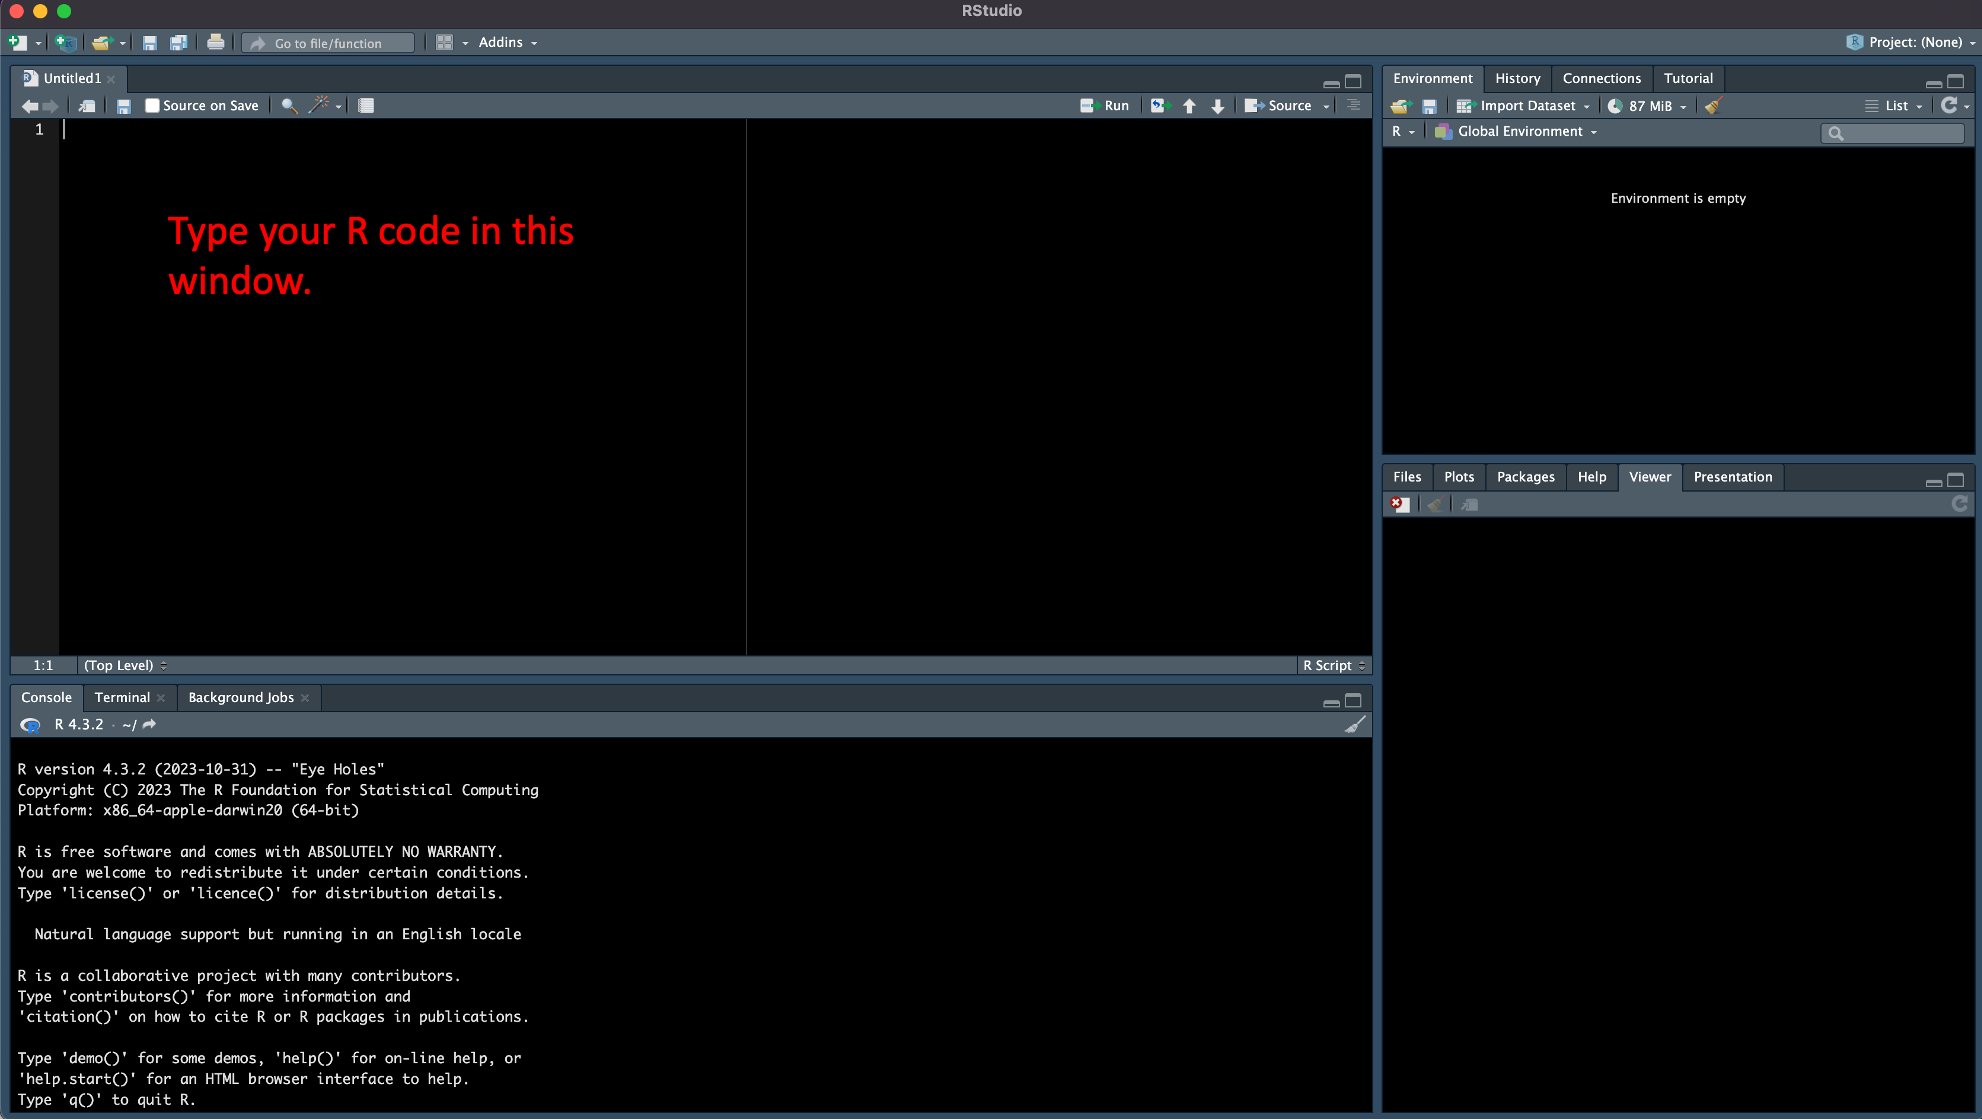 RStudio
Go to file/function
Addins
Project: (None)
Untitled1
Source on Save
Run
Source
1
Type your R code in this
window.
1:1
(Top Level)
R Script
Console
Terminal
Background Jobs
R 4.3.2 · ~/
R version 4.3.2 (2023-10-31) -- "Eye Holes"
Copyright (C) 2023 The R Foundation for Statistical Computing
Platform: x86_64-apple-darwin20 (64-bit)
R is free software and comes with ABSOLUTELY NO WARRANTY.
You are welcome to redistribute it under certain conditions.
Type 'license()' or 'licence()' for distribution details.
Natural language support but running in an English locale
R is a collaborative project with many contributors.
Type 'contributors()' for more information and
'citation()' on how to cite R or R packages in publications.
Type 'demo()' for some demos, 'help()' for on-line help, or
'help.start()' for an HTML browser interface to help.
Type 'q()' to quit R.
Environment
History
Connections
Tutorial
Import Dataset
87 MiB
List
R
Global Environment
Environment is empty
Files
Plots
Packages
Help
Viewer
Presentation